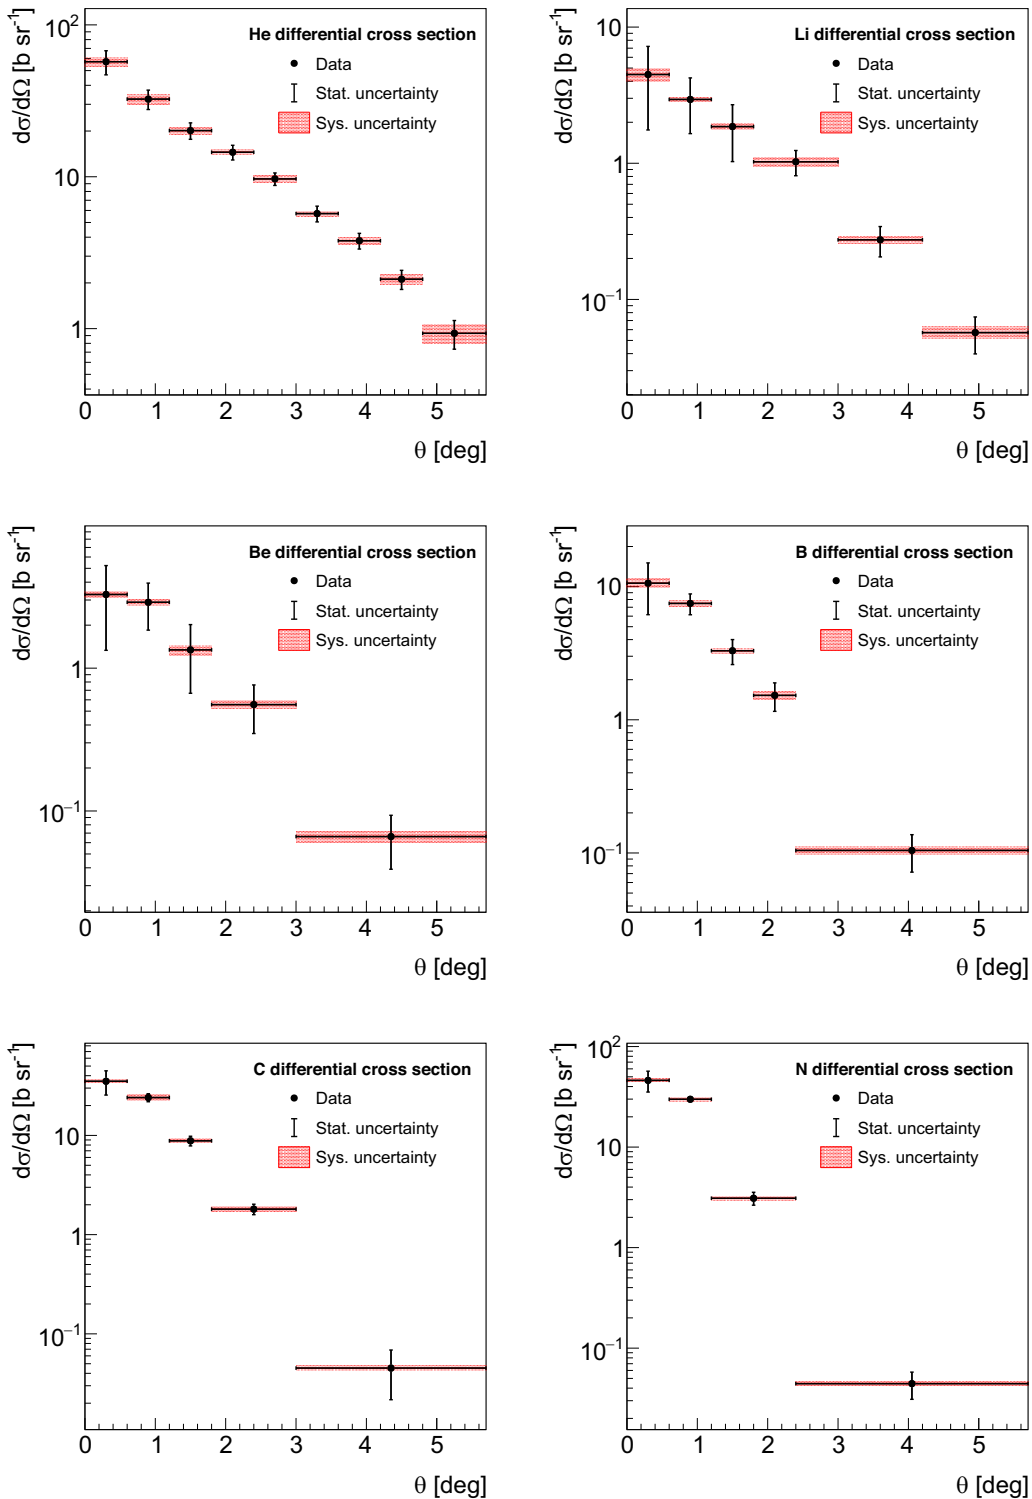 He differential cross section
Data
Stat. uncertainty
Sys. uncertainty
dσ/dΩ [b sr⁻¹]
10²
10
1
0 1 2 3 4 5
θ [deg]
Li differential cross section
Data
Stat. uncertainty
Sys. uncertainty
dσ/dΩ [b sr⁻¹]
10
1
10⁻¹
0 1 2 3 4 5
θ [deg]
Be differential cross section
Data
Stat. uncertainty
Sys. uncertainty
dσ/dΩ [b sr⁻¹]
1
10⁻¹
0 1 2 3 4 5
θ [deg]
B differential cross section
Data
Stat. uncertainty
Sys. uncertainty
dσ/dΩ [b sr⁻¹]
10
1
10⁻¹
0 1 2 3 4 5
θ [deg]
C differential cross section
Data
Stat. uncertainty
Sys. uncertainty
dσ/dΩ [b sr⁻¹]
10
1
10⁻¹
0 1 2 3 4 5
θ [deg]
N differential cross section
Data
Stat. uncertainty
Sys. uncertainty
dσ/dΩ [b sr⁻¹]
10²
10
1
10⁻¹
0 1 2 3 4 5
θ [deg]